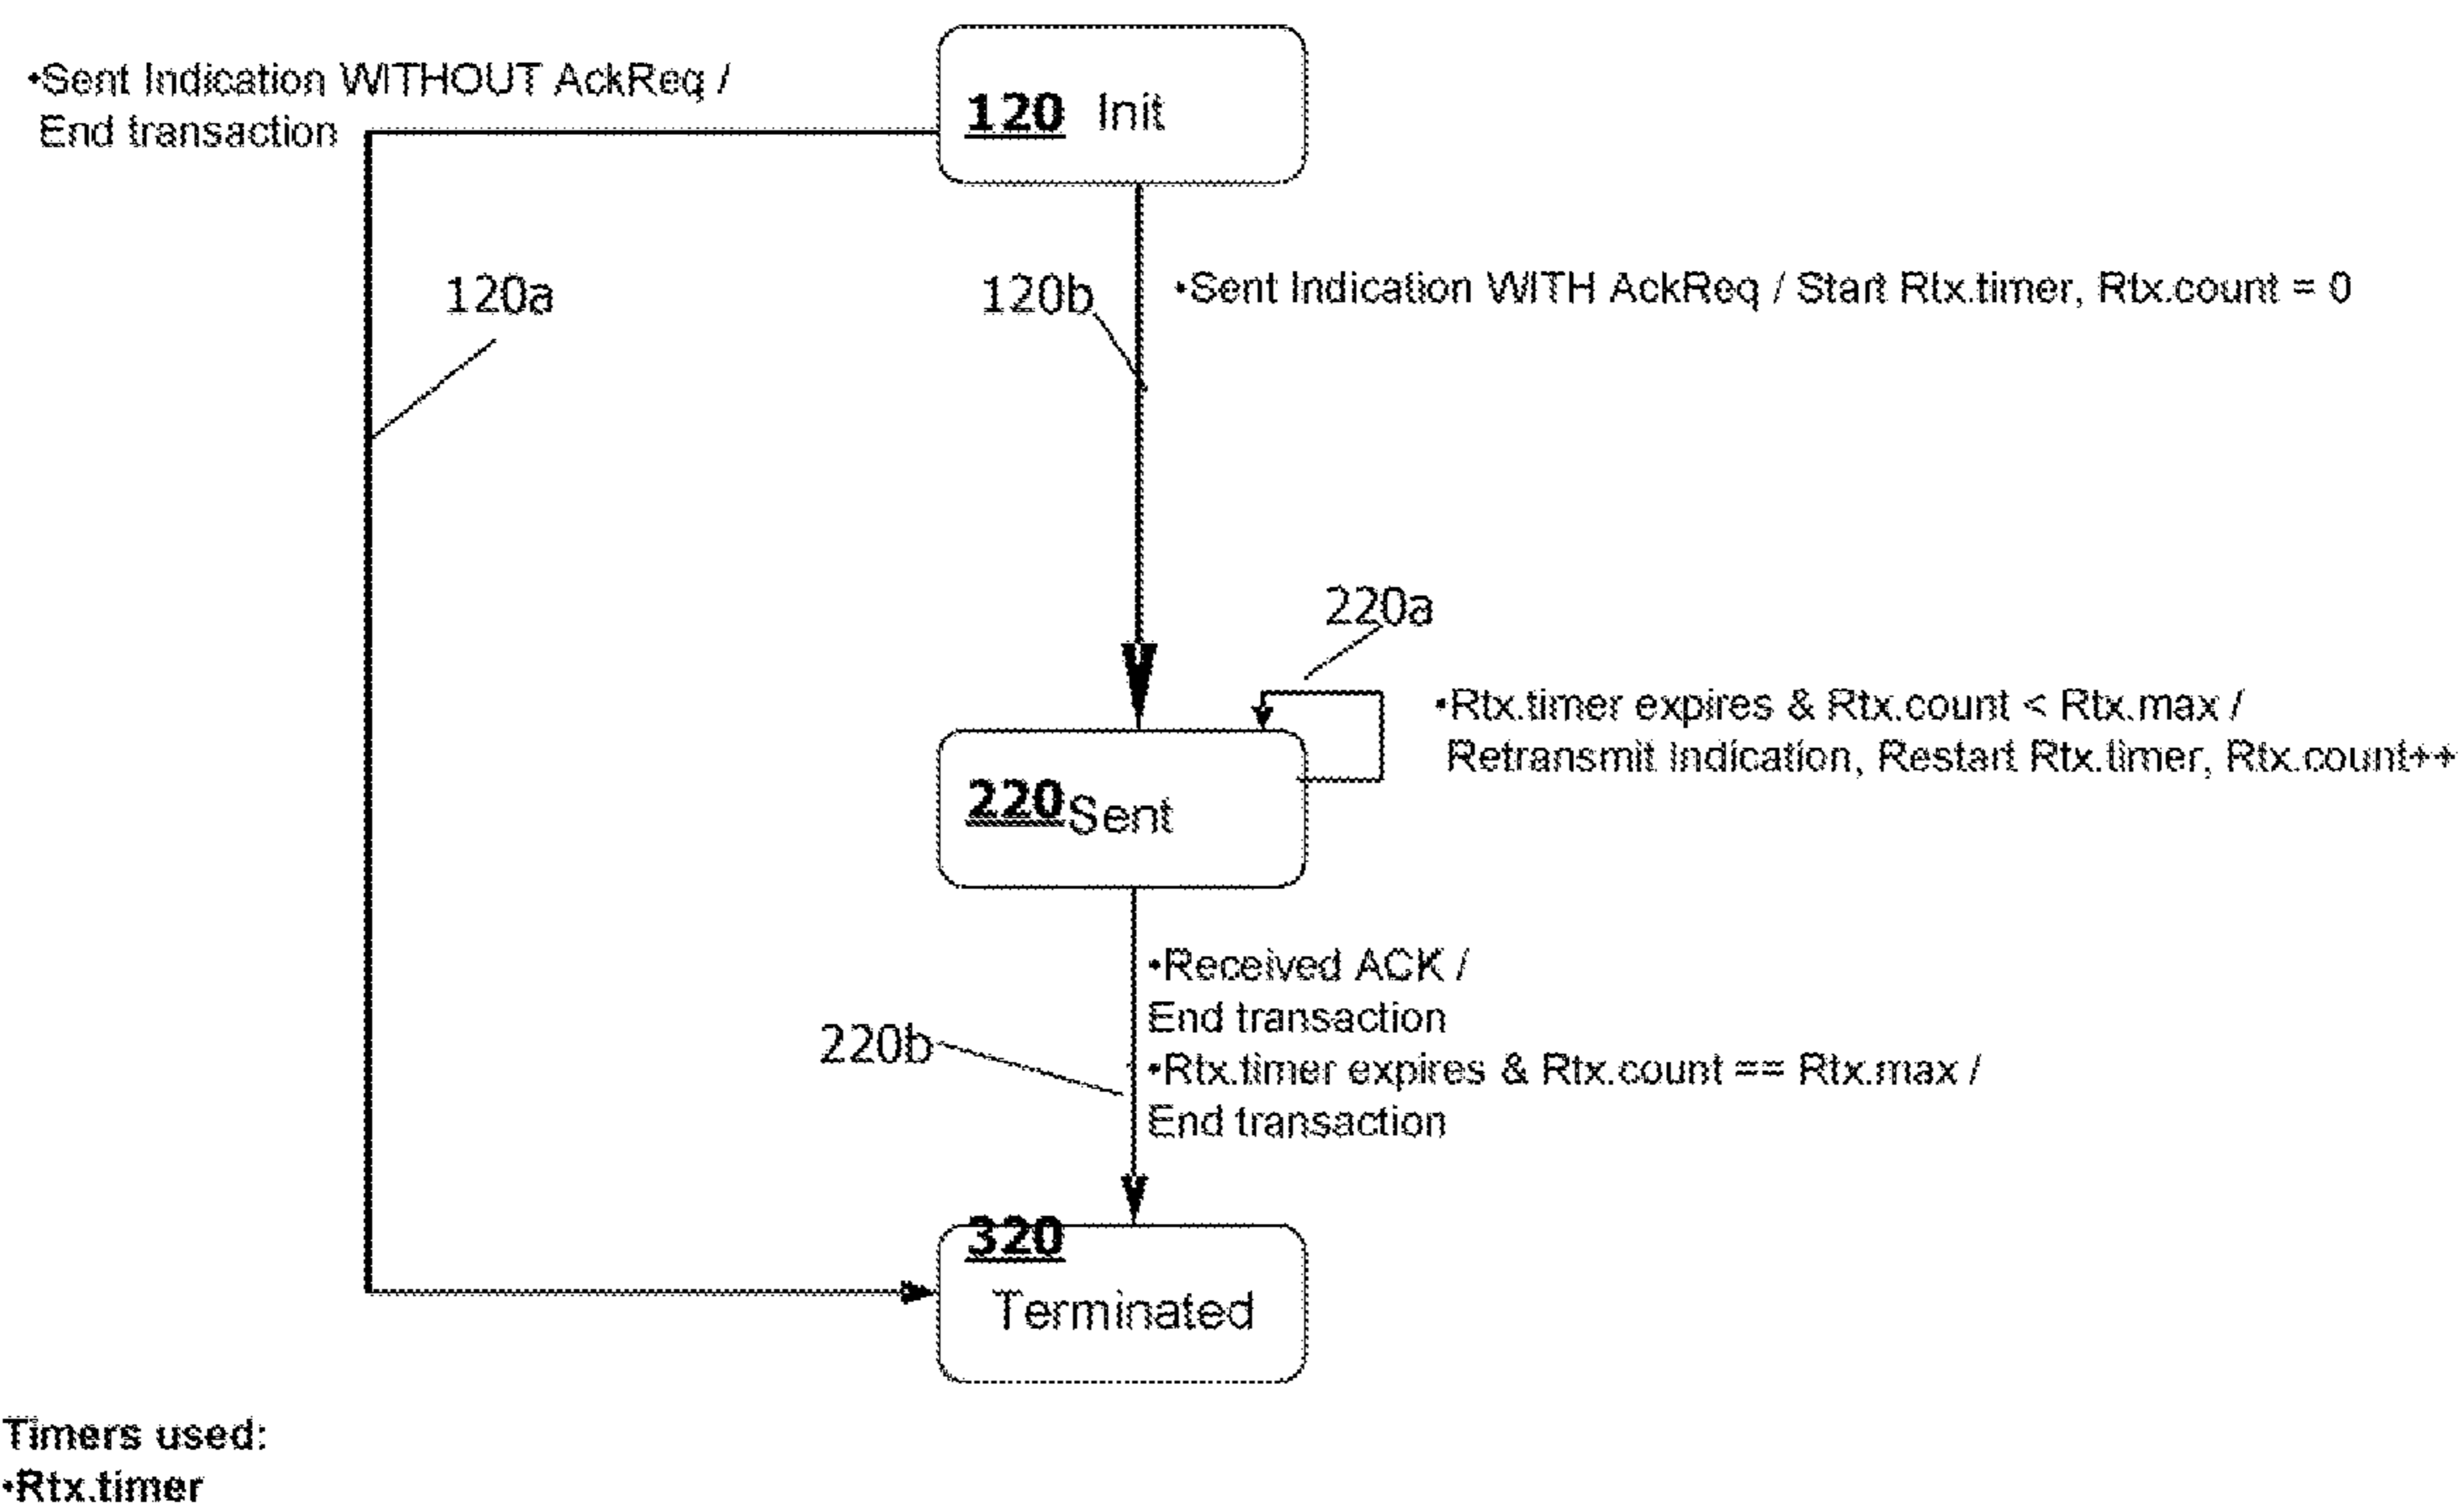 •Sent Indication WITHOUT AckReq /
End transaction
120 Init
120a
120b
•Sent Indication WITH AckReq / Start Rtx.timer, Rtx.count = 0
220a
•Rtx.timer expires & Rtx.count < Rtx.max /
Retransmit Indication, Restart Rtx.timer, Rtx.count++
220 Sent
•Received ACK /
End transaction
220b
•Rtx.timer expires & Rtx.count == Rtx.max /
End transaction
320
Terminated
Timers used:
•Rtx.timer